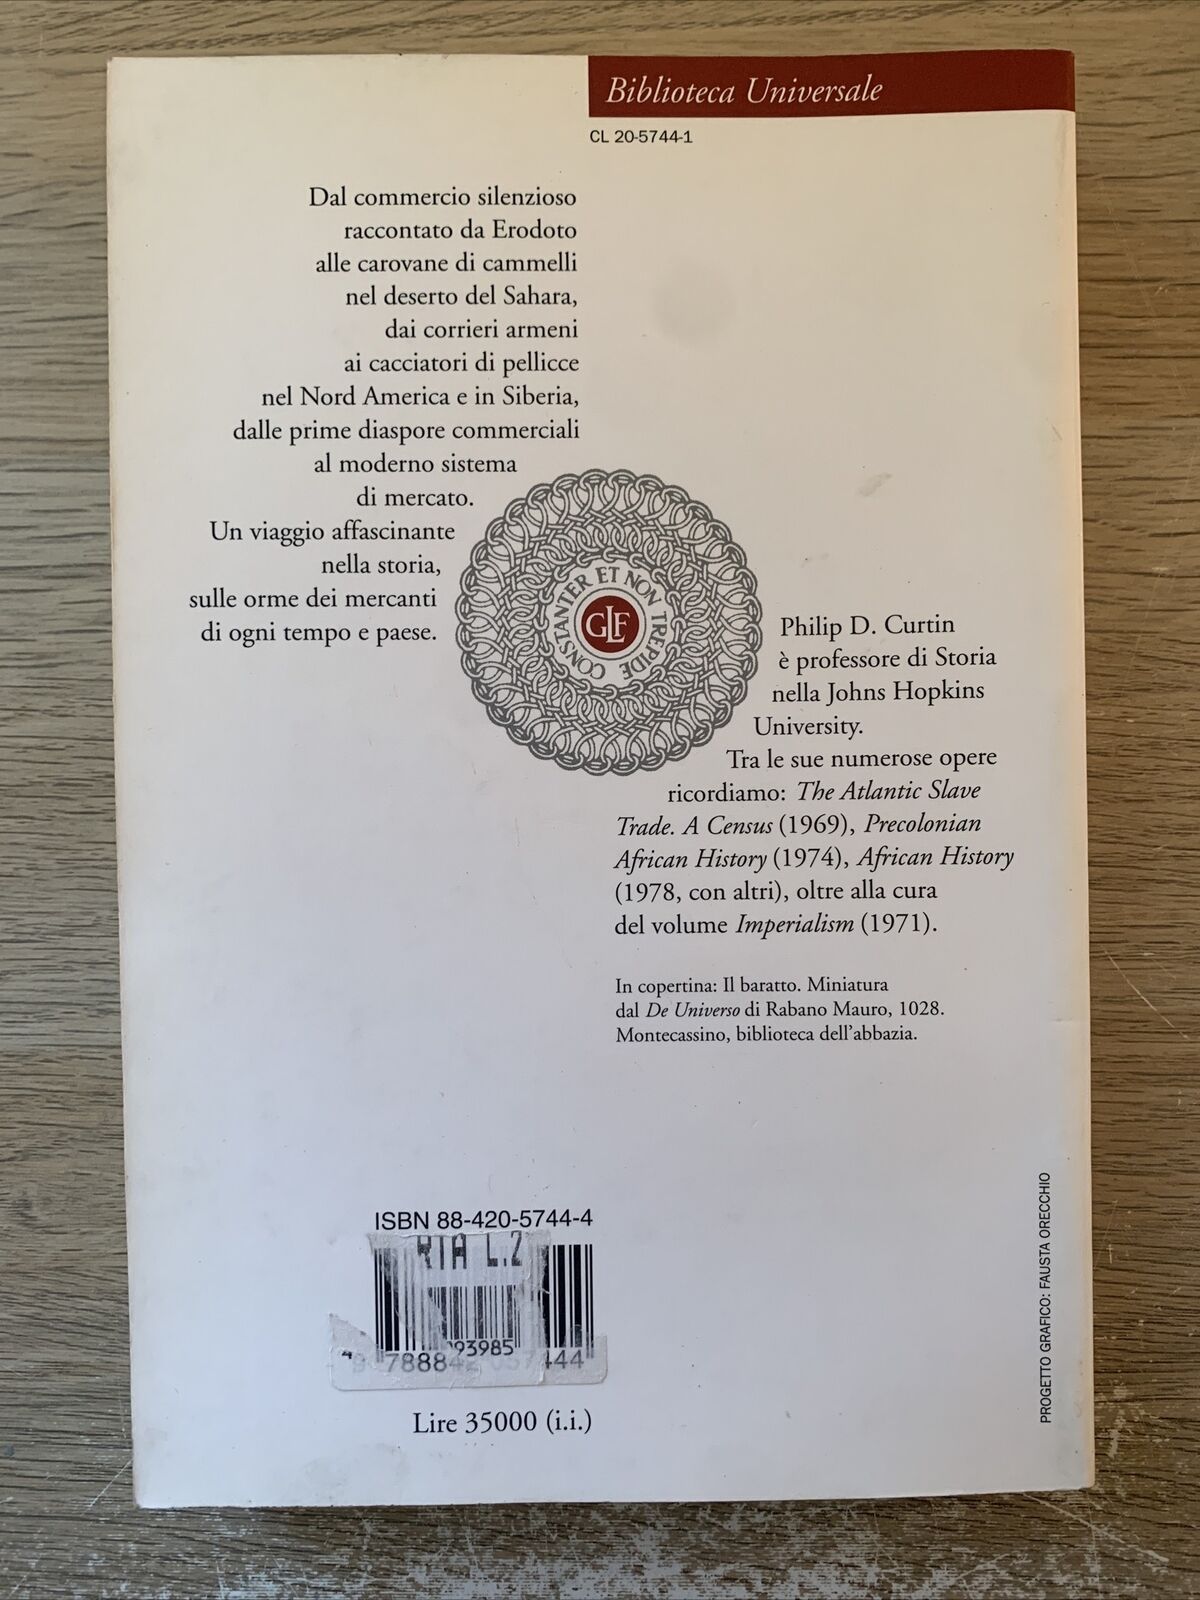 Biblioteca Universale
CL 20-5744-1
Dal commercio silenzioso
raccontato da Erodoto
alle carovane di cammelli
nel deserto del Sahara,
dai corrieri armeni
ai cacciatori di pellicce
nel Nord America e in Siberia,
dalle prime diaspore commerciali
al moderno sistema
di mercato.
Un viaggio affascinante
nella storia,
sulle orme dei mercanti
di ogni tempo e paese.
CONSTANTER ET NON TREPIDE
GLF
Philip D. Curtin
è professore di Storia
nella Johns Hopkins
University.
Tra le sue numerose opere
ricordiamo: The Atlantic Slave
Trade. A Census (1969), Precolonian
African History (1974), African History
(1978, con altri), oltre alla cura
del volume Imperialism (1971).
In copertina: Il baratto. Miniatura
dal De Universo di Rabano Mauro, 1028.
Montecassino, biblioteca dell'abbazia.
ISBN 88-420-5744-4
Lire 35000 (i.i.)
PROGETTO GRAFICO: FAUSTA ORECCHIO